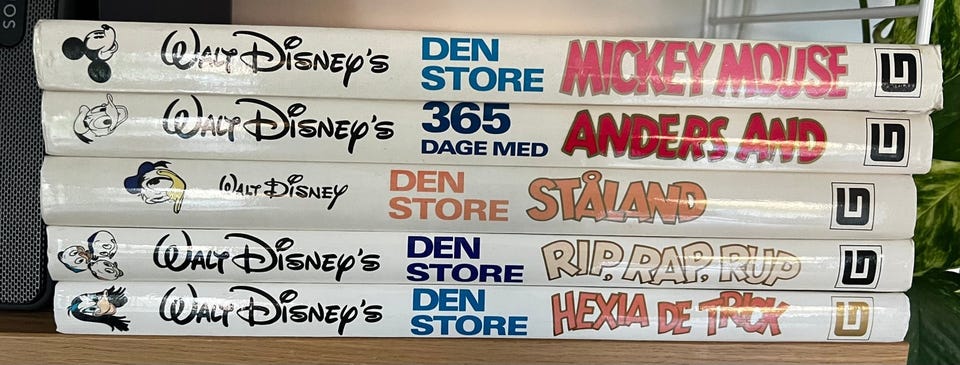 SO
WALT DISNEY'S DEN STORE MICKEY MOUSE G
WALT DISNEY'S 365 DAGE MED ANDERS AND G
WALT DISNEY DEN STORE STÅLAND G
WALT DISNEY'S DEN STORE RIP, RAP, RUP G
WALT DISNEY'S DEN STORE HEXIA DE TRICK G